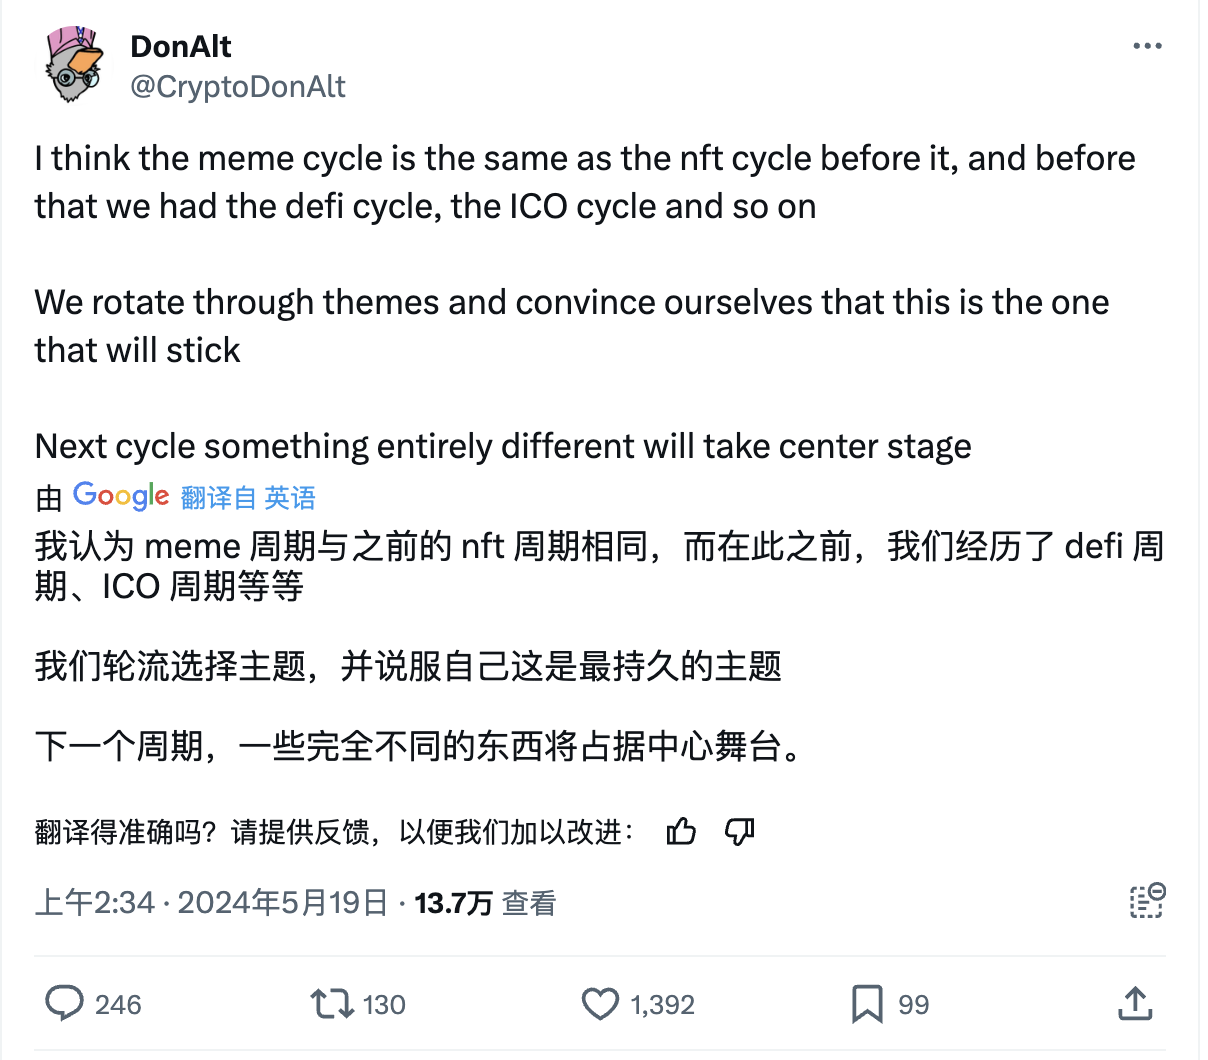 DonAlt
@CryptoDonAlt
I think the meme cycle is the same as the nft cycle before it, and before
that we had the defi cycle, the ICO cycle and so on
We rotate through themes and convince ourselves that this is the one
that will stick
Next cycle something entirely different will take center stage
由 Google 翻译自 英语
我认为 meme 周期与之前的 nft 周期相同，而在此之前，我们经历了 defi 周
期、ICO 周期等等
我们轮流选择主题，并说服自己这是最持久的主题
下一个周期，一些完全不同的东西将占据中心舞台。
翻译得准确吗？请提供反馈，以便我们加以改进：
上午2:34 · 2024年5月19日 · 13.7万 查看
246 130 1,392 99